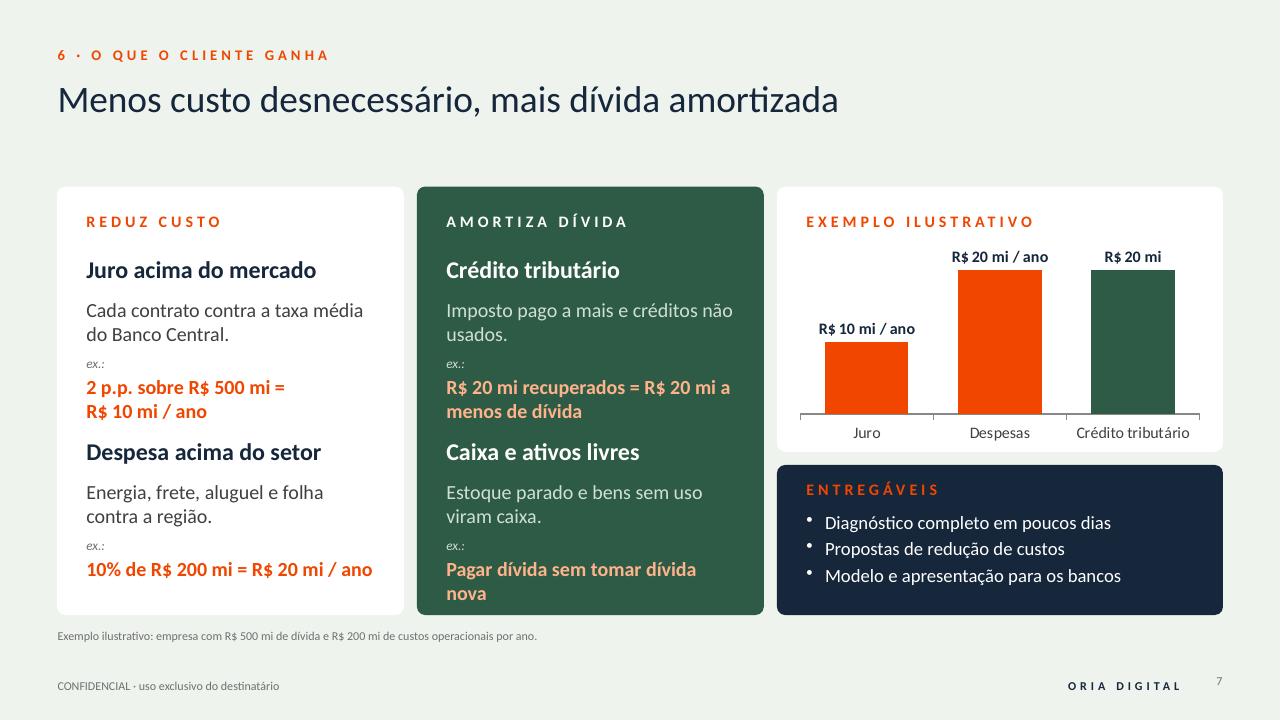 6 · O QUE O CLIENTE GANHA
Menos custo desnecessário, mais dívida amortizada
REDUZ CUSTO
Juro acima do mercado
Cada contrato contra a taxa média
do Banco Central.
ex.:
2 p.p. sobre R$ 500 mi =
R$ 10 mi / ano
Despesa acima do setor
Energia, frete, aluguel e folha
contra a região.
ex.:
10% de R$ 200 mi = R$ 20 mi / ano
AMORTIZA DÍVIDA
Crédito tributário
Imposto pago a mais e créditos não
usados.
ex.:
R$ 20 mi recuperados = R$ 20 mi a
menos de dívida
Caixa e ativos livres
Estoque parado e bens sem uso
viram caixa.
ex.:
Pagar dívida sem tomar dívida
nova
EXEMPLO ILUSTRATIVO
R$ 10 mi / ano
R$ 20 mi / ano
R$ 20 mi
Juro
Despesas
Crédito tributário
ENTREGÁVEIS
• Diagnóstico completo em poucos dias
• Propostas de redução de custos
• Modelo e apresentação para os bancos
Exemplo ilustrativo: empresa com R$ 500 mi de dívida e R$ 200 mi de custos operacionais por ano.
CONFIDENCIAL · uso exclusivo do destinatário
ORIA DIGITAL
7